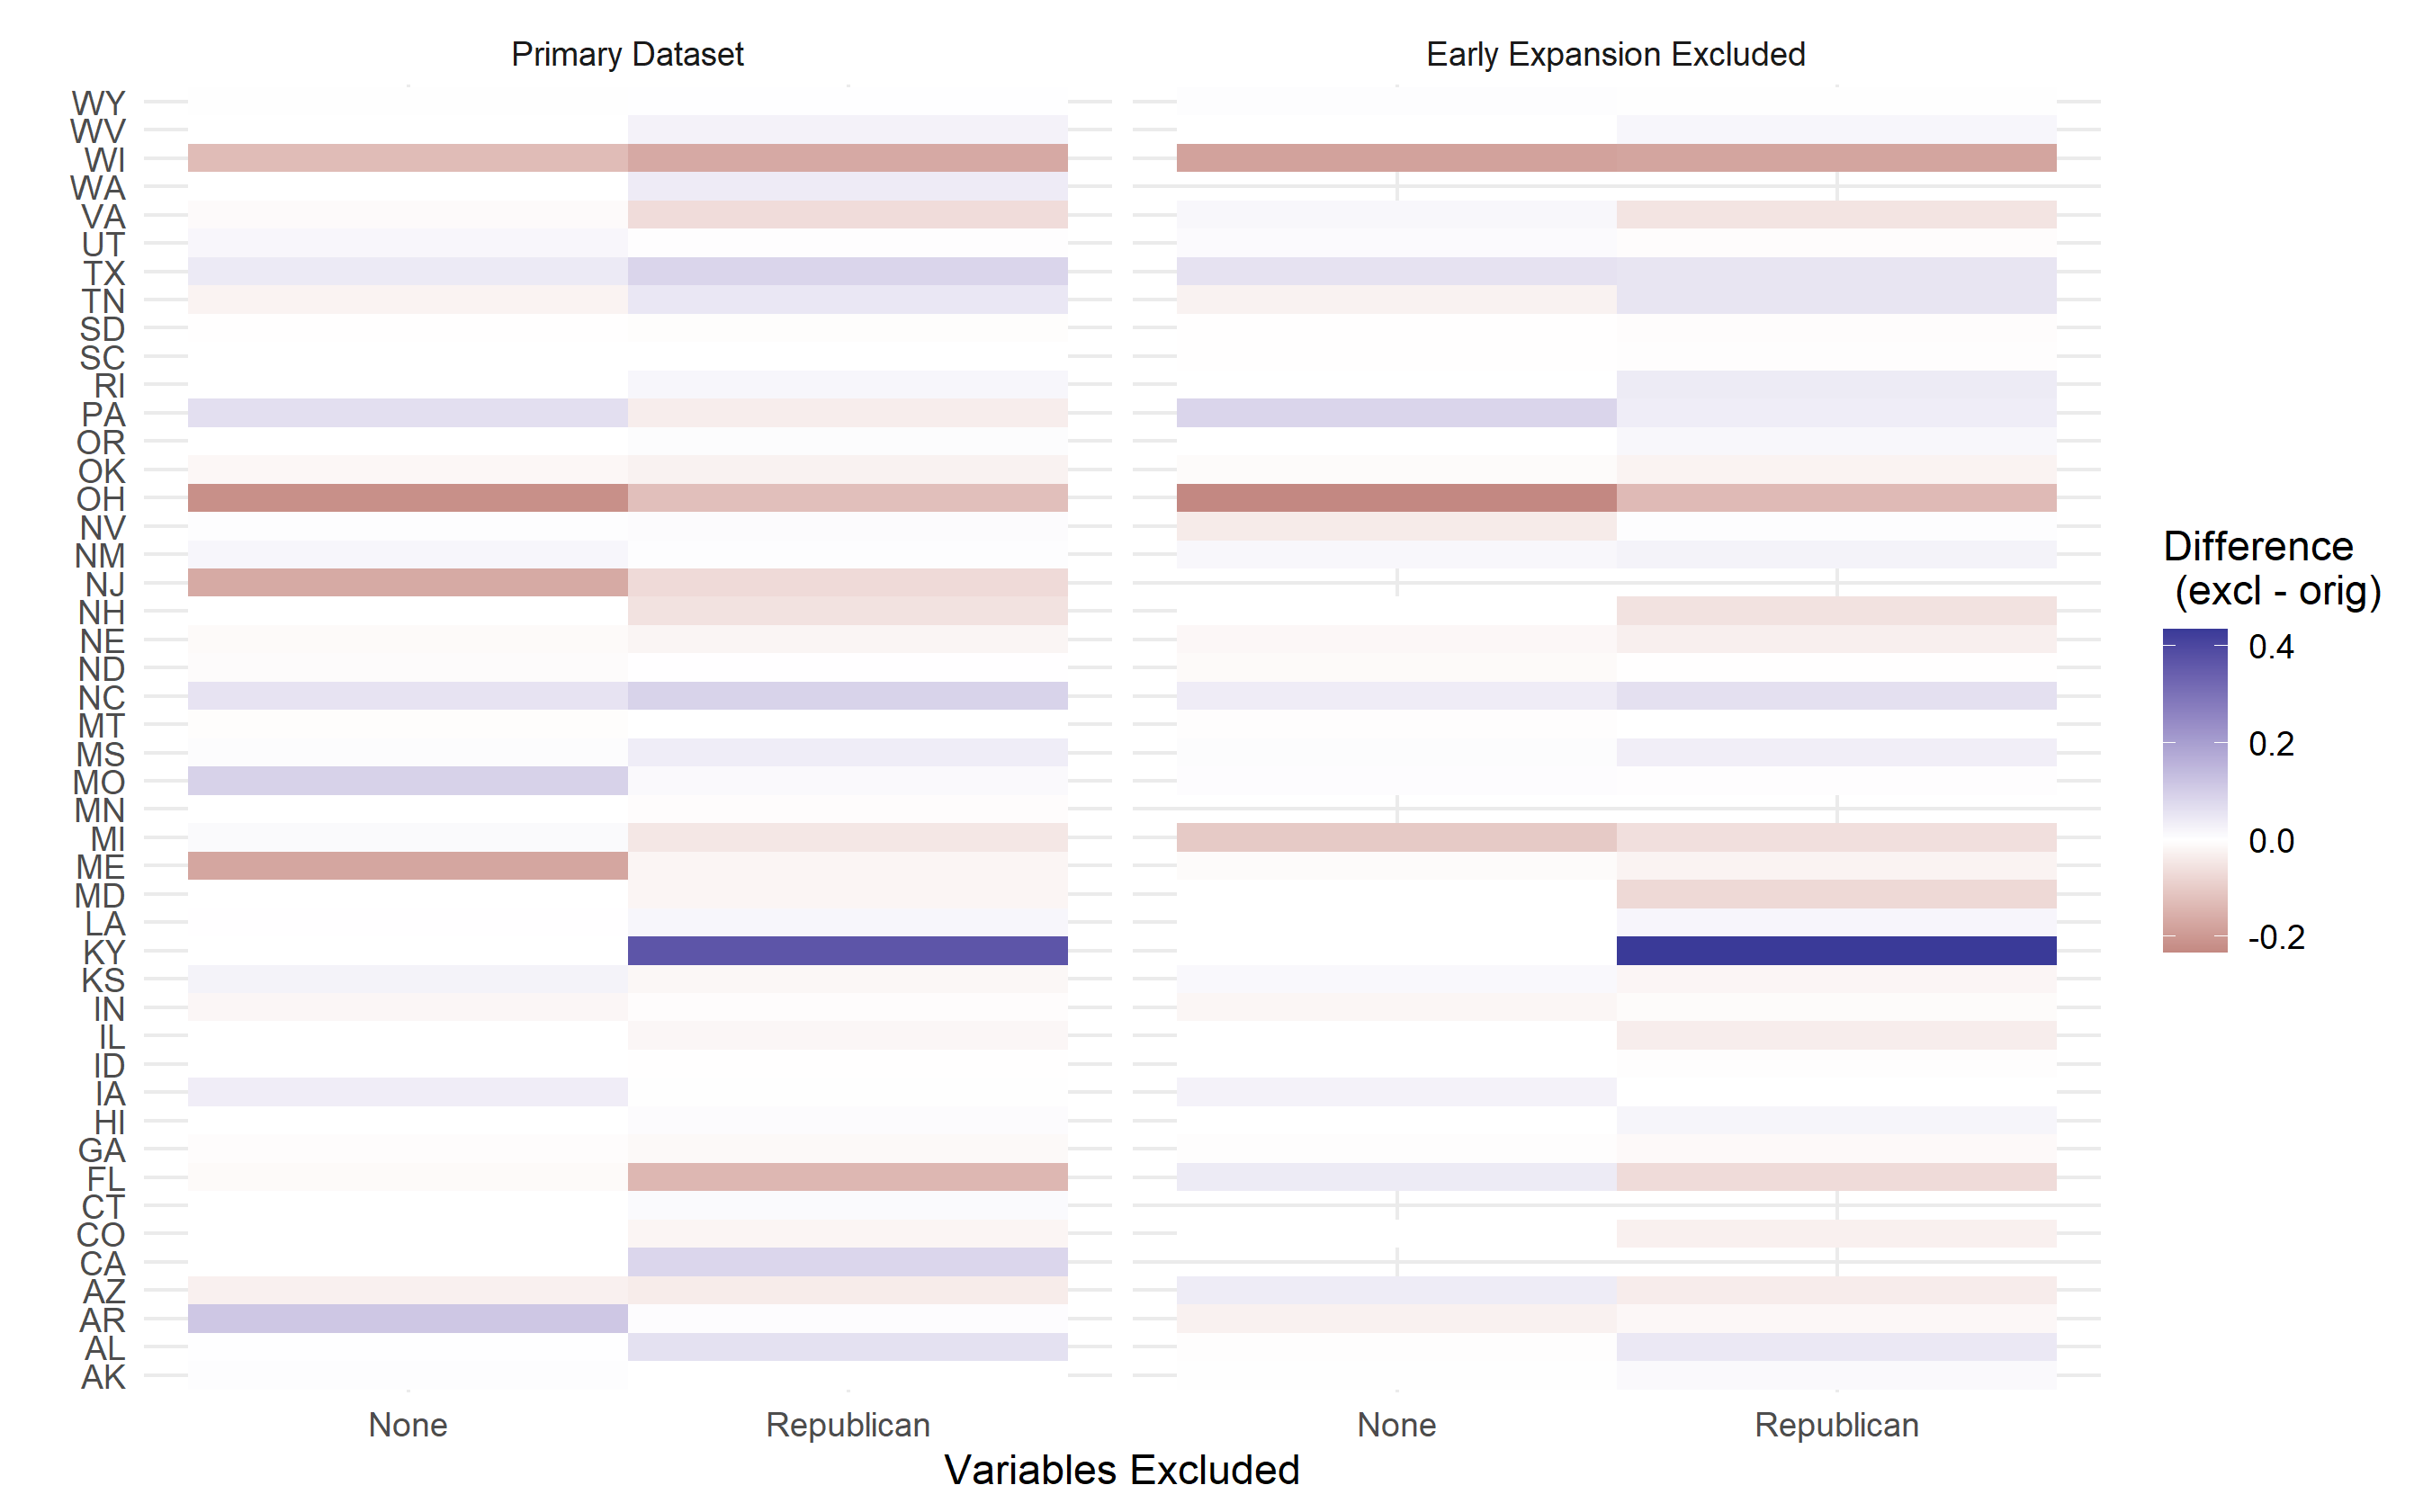 Primary Dataset
Early Expansion Excluded
WY
WV
WI
WA
VA
UT
TX
TN
SD
SC
RI
PA
OR
OK
OH
NV
NM
NJ
NH
NE
ND
NC
MT
MS
MO
MN
MI
ME
MD
LA
KY
KS
IN
IL
ID
IA
HI
GA
FL
CT
CO
CA
AZ
AR
AL
AK
None
Republican
None
Republican
Variables Excluded
Difference
(excl - orig)
0.4
0.2
0.0
-0.2